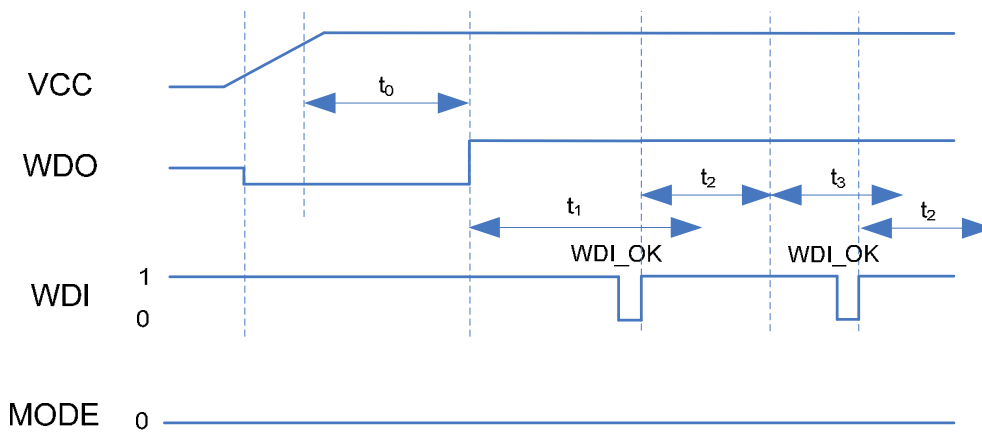 VCC
t0
WDO
t2
t3
t1
t2
WDI_OK
WDI_OK
WDI
1
0
MODE
0